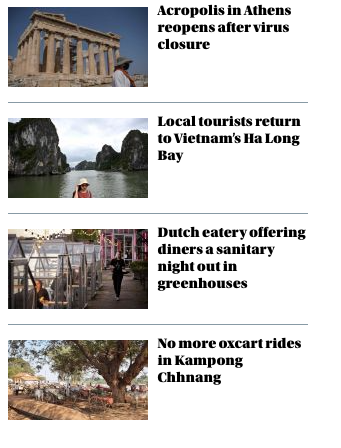 Acropolis in Athens
reopens after virus
closure
Local tourists return
to Vietnam's Ha Long
Bay
Dutch eatery offering
diners a sanitary
night out in
greenhouses
No more oxcart rides
in Kampong
Chhnang